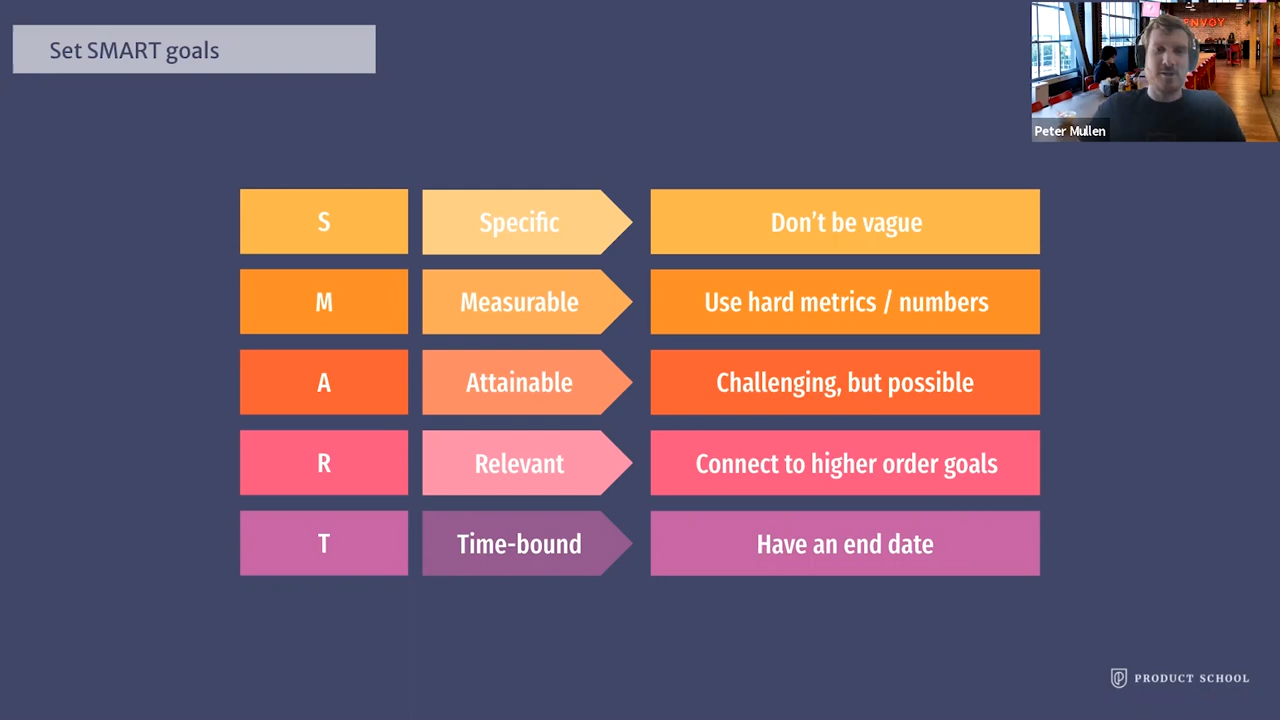 Set SMART goals
ENVOY
Peter Mullen
S Specific Don't be vague
M Measurable Use hard metrics / numbers
A Attainable Challenging, but possible
R Relevant Connect to higher order goals
T Time-bound Have an end date
PRODUCT SCHOOL